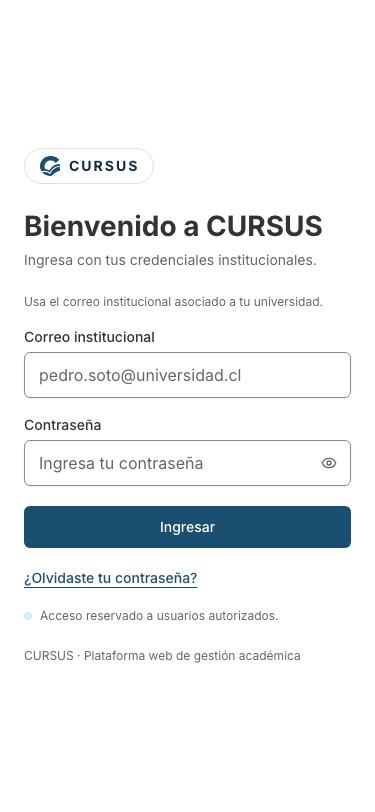 CURSUS
Bienvenido a CURSUS
Ingresa con tus credenciales institucionales.
Usa el correo institucional asociado a tu universidad.
Correo institucional
pedro.soto@universidad.cl
Contraseña
Ingresa tu contraseña
Ingresar
¿Olvidaste tu contraseña?
Acceso reservado a usuarios autorizados.
CURSUS · Plataforma web de gestión académica